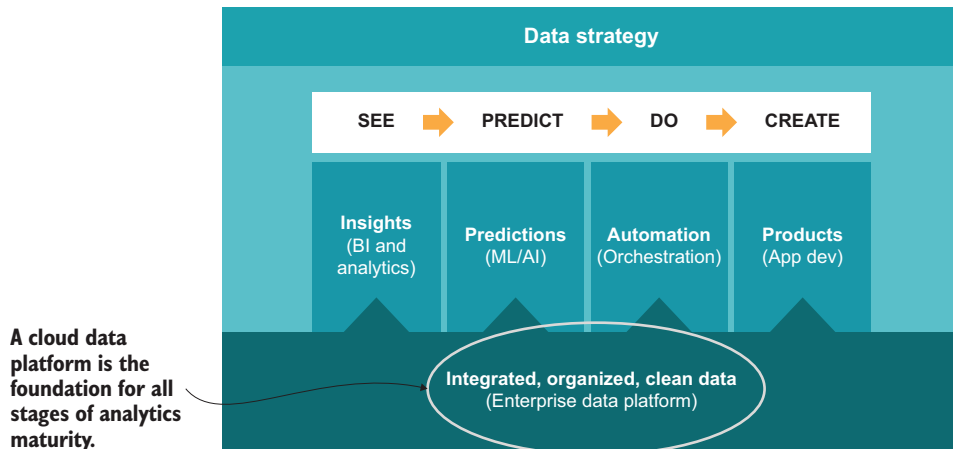 Data strategy
SEE PREDICT DO CREATE
Insights
(BI and
analytics)
Predictions
(ML/AI)
Automation
(Orchestration)
Products
(App dev)
A cloud data
platform is the
foundation for all
stages of analytics
maturity.
Integrated, organized, clean data
(Enterprise data platform)